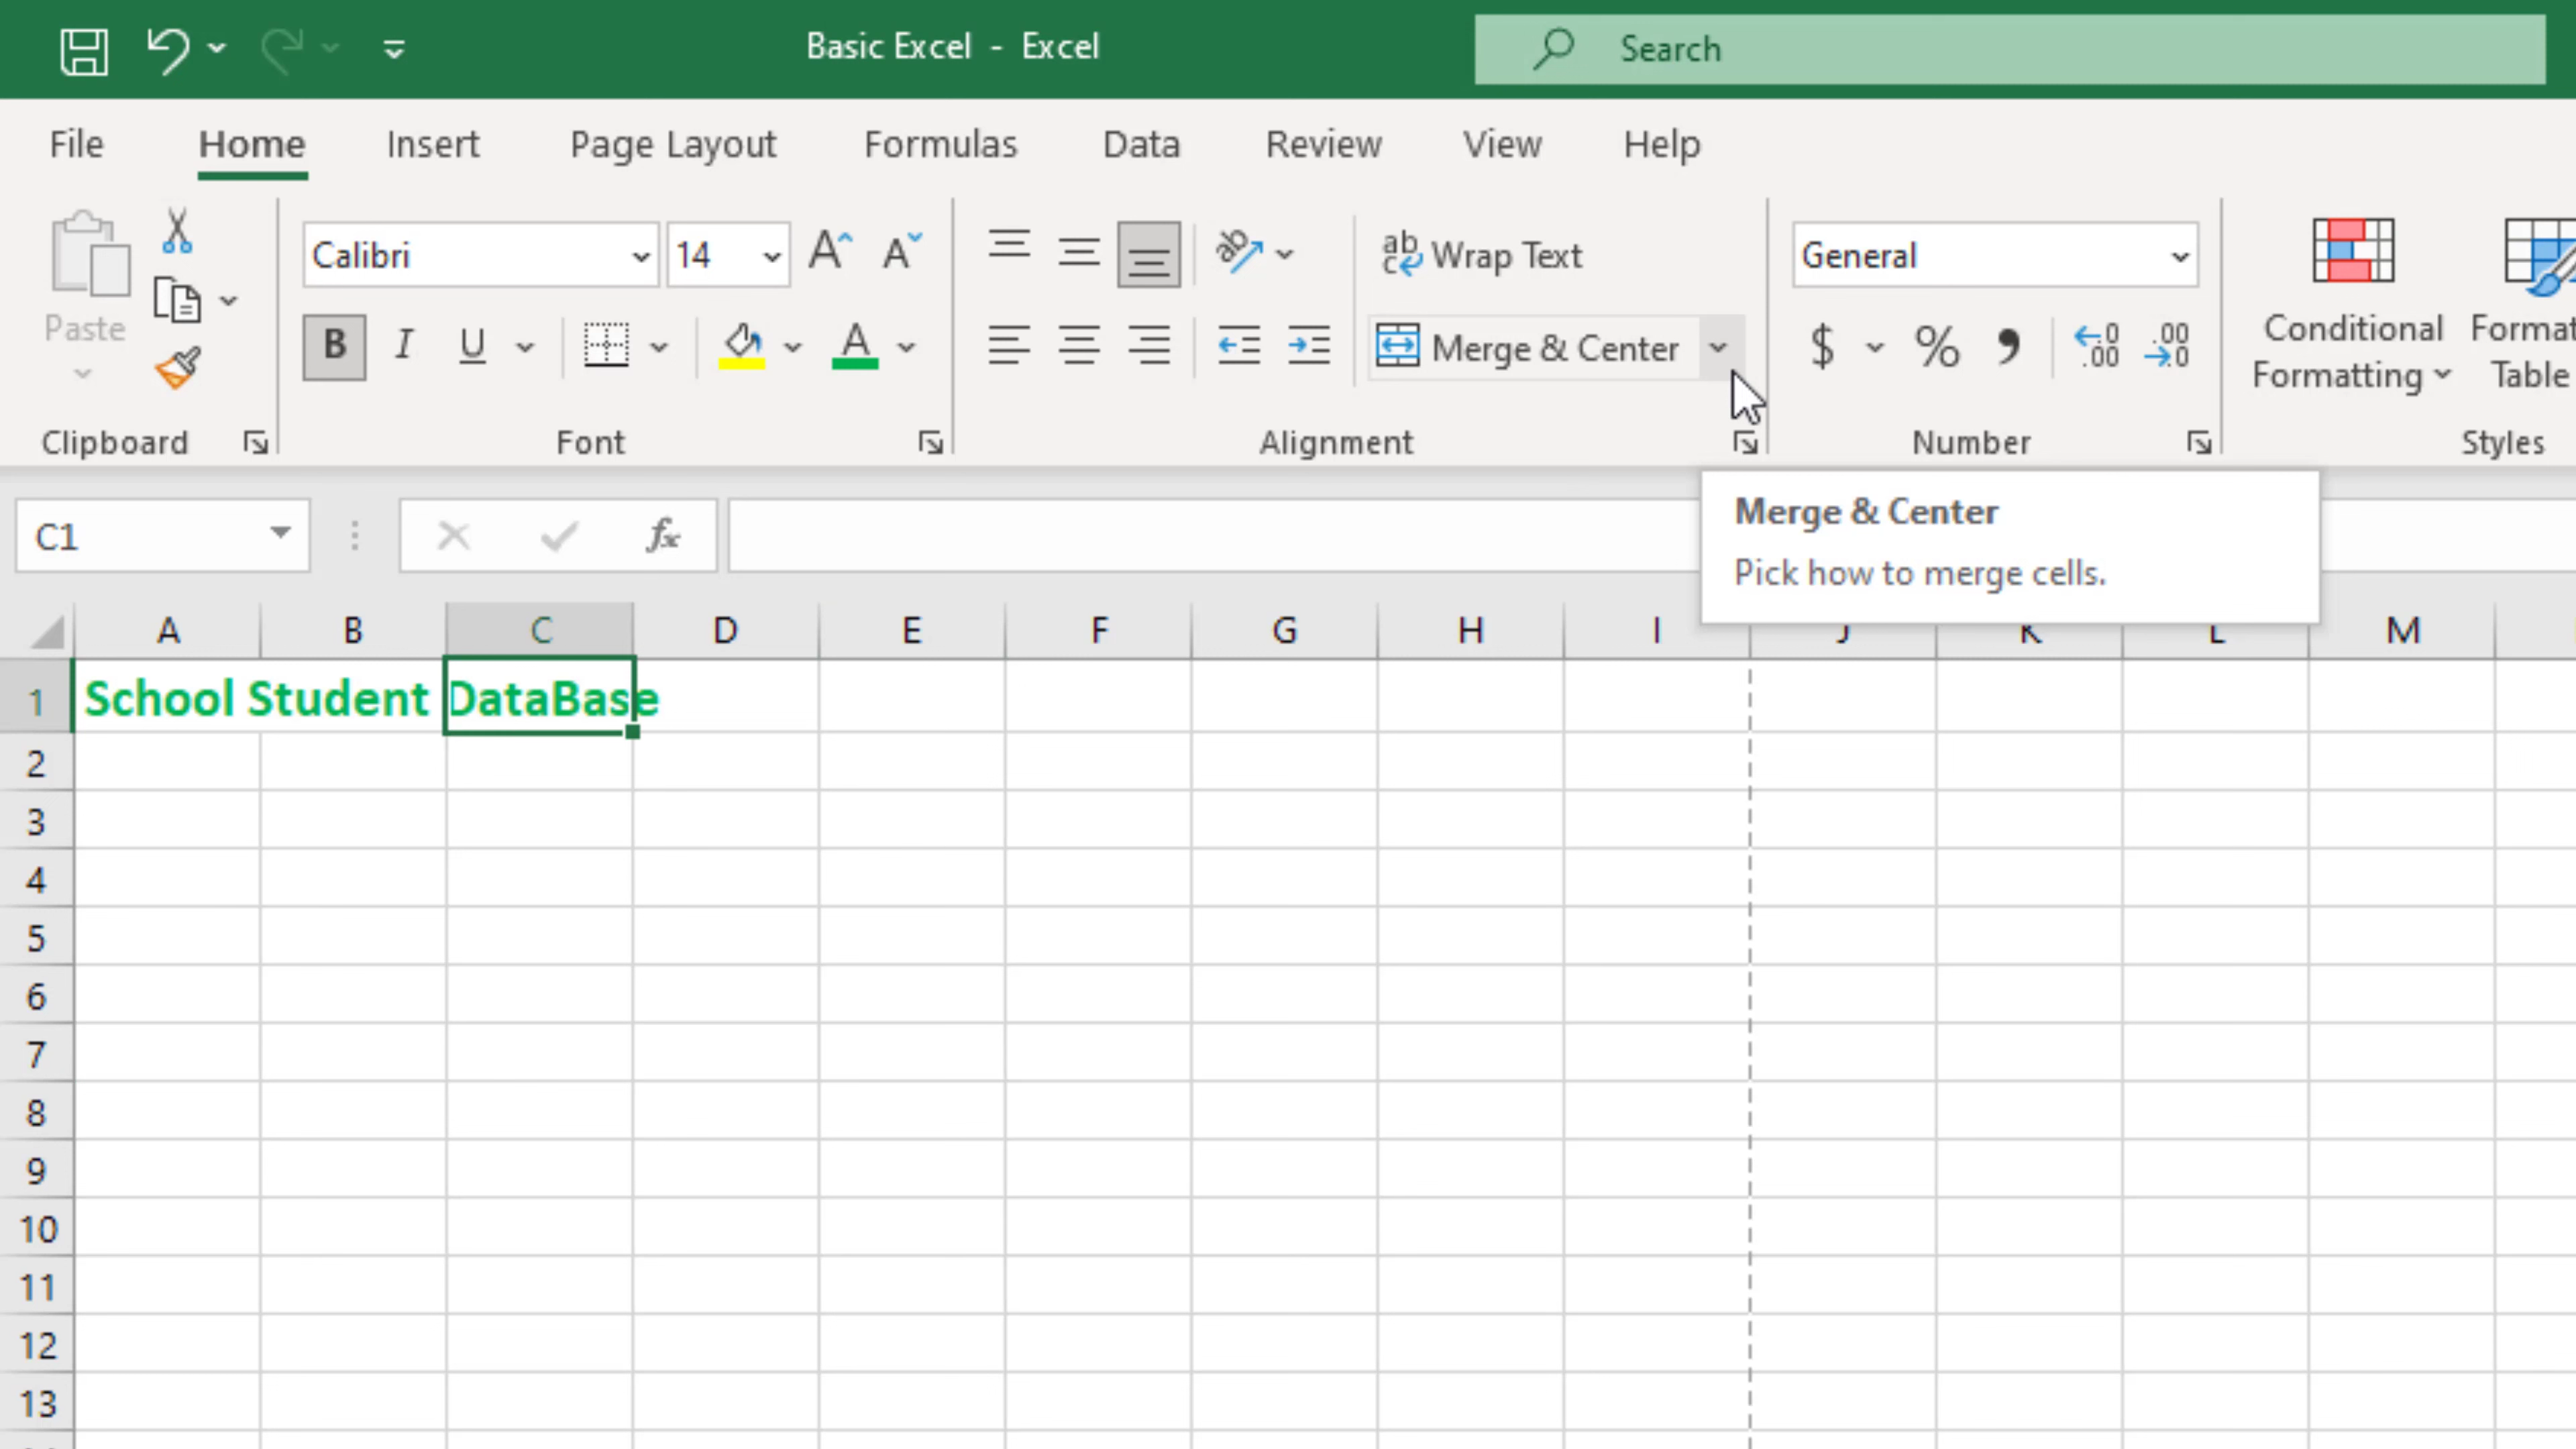 Basic Excel - Excel
Search
File Home Insert Page Layout Formulas Data Review View Help
Calibri 14 ab Wrap Text General
Paste B I U A Merge & Center $ % , Conditional Formatting Table
Clipboard Font Alignment Number Styles
Merge & Center
C1 fx
Pick how to merge cells.
A B C D E F G H I J K L M
1 School Student DataBase
2
3
4
5
6
7
8
9
10
11
12
13